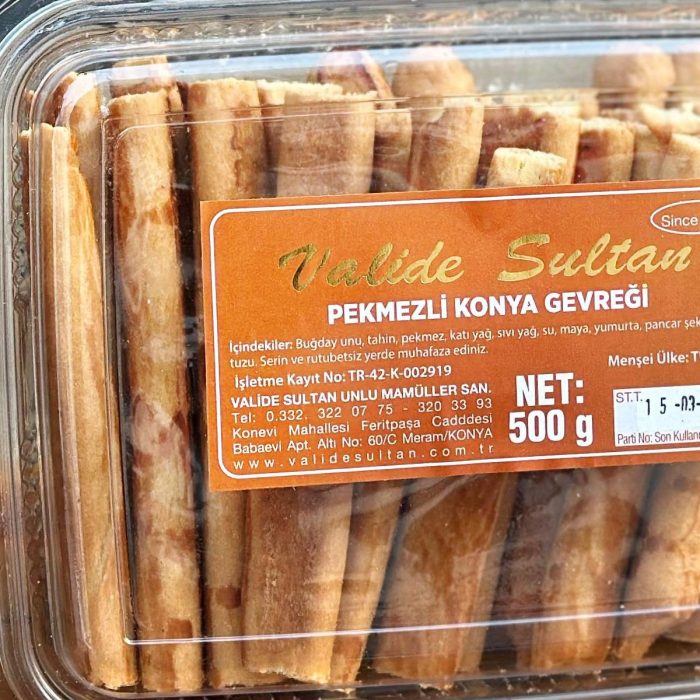 Since
Valide Sultan
PEKMEZLİ KONYA GEVREĞİ
İçindekiler: Buğday unu, tahin, pekmez, katı yağ, sıvı yağ, su, maya, yumurta, pancar şek
tuzu. Serin ve rutubetsiz yerde muhafaza ediniz.
Menşei Ülke: T
İşletme Kayıt No: TR-42-K-002919
VALİDE SULTAN UNLU MAMÜLLER SAN.
Tel: 0.332. 322 07 75 - 320 33 93
Konevi Mahallesi Feritpaşa Cadddesi
Babaevi Apt. Altı No: 60/C Meram/KONYA
www.validesultan.com.tr
NET:
500 g
S.T.T.
15-03-
Parti No: Son Kullanı